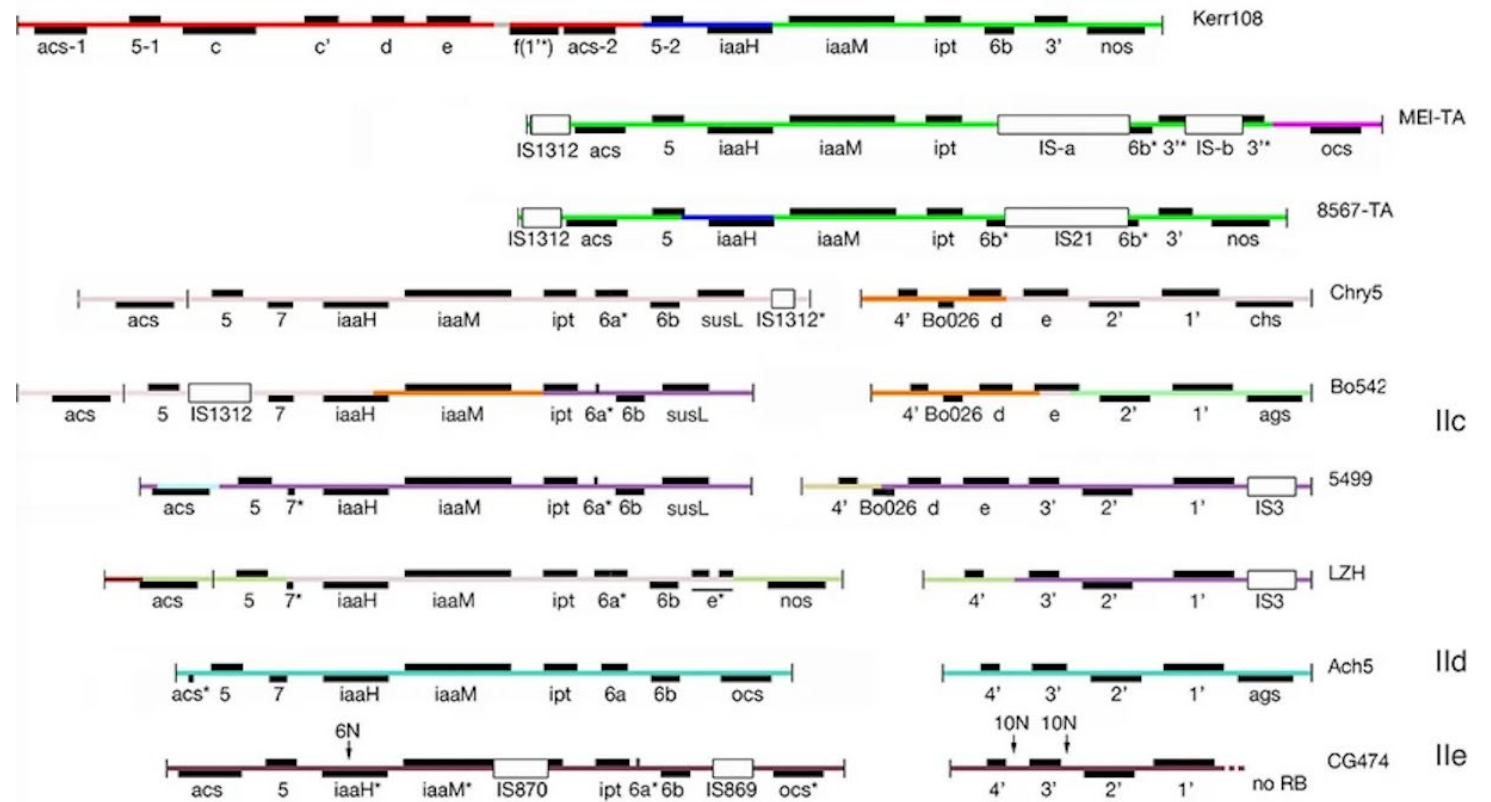 Kerr108
acs-1 5-1 c c' d e f(1'*) acs-2 5-2 iaaH iaaM ipt 6b 3' nos
MEI-TA
IS1312 acs 5 iaaH iaaM ipt IS-a 6b* 3'* IS-b 3'* ocs
8567-TA
IS1312 acs 5 iaaH iaaM ipt 6b* IS21 6b* 3' nos
Chry5
acs 5 7 iaaH iaaM ipt 6a* 6b susL IS1312* 4' Bo026 d e 2' 1' chs
Bo542
acs 5 IS1312 7 iaaH iaaM ipt 6a* 6b susL 4' Bo026 d e 2' 1' ags
IIc
5499
acs 5 7* iaaH iaaM ipt 6a* 6b susL 4' Bo026 d e 3' 2' 1' IS3
LZH
acs 5 7* iaaH iaaM ipt 6a* 6b e* nos 4' 3' 2' 1' IS3
Ach5 IId
acs* 5 7 iaaH iaaM ipt 6a 6b ocs 4' 3' 2' 1' ags
6N 10N 10N
CG474 IIe
acs 5 iaaH* iaaM* IS870 ipt 6a* 6b IS869 ocs* 4' 3' 2' 1' no RB